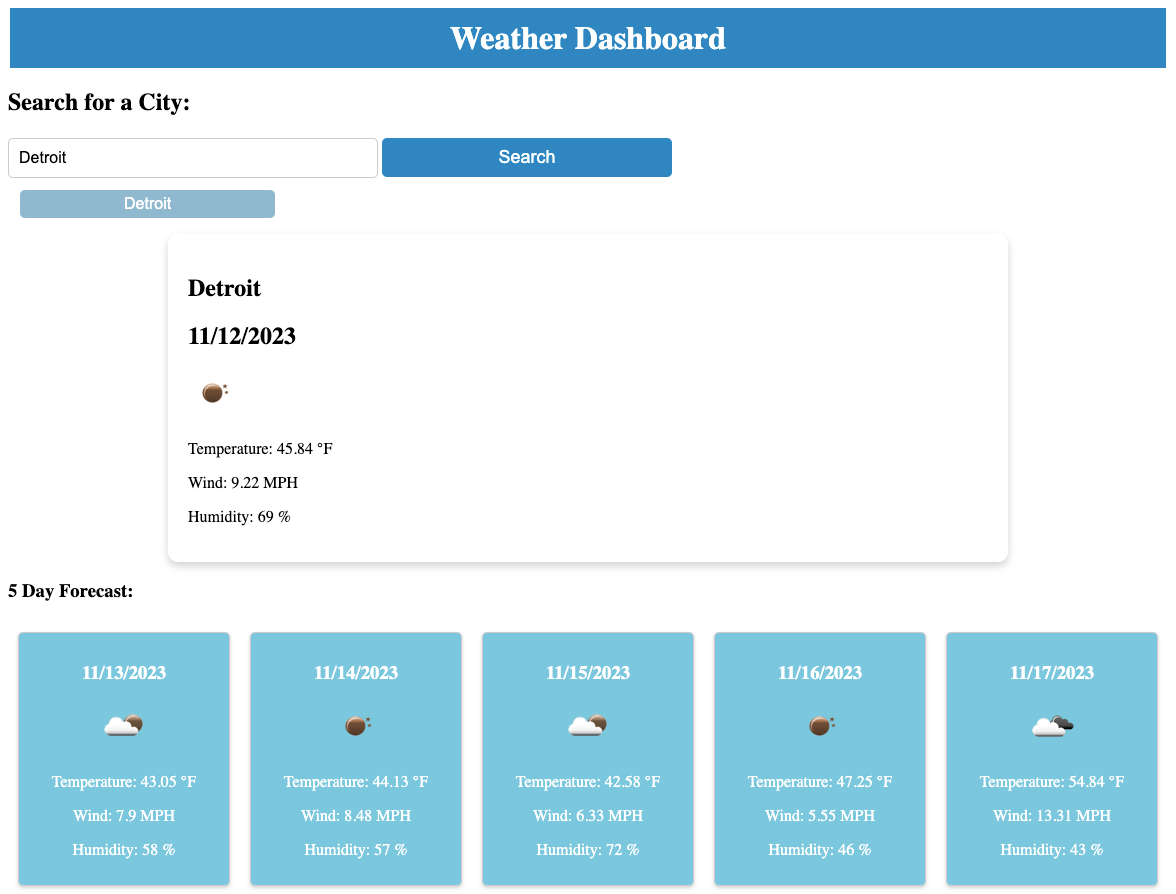 Weather Dashboard
Search for a City:
Detroit
Search
Detroit
Detroit
11/12/2023
Temperature: 45.84 °F
Wind: 9.22 MPH
Humidity: 69 %
5 Day Forecast:
11/13/2023
Temperature: 43.05 °F
Wind: 7.9 MPH
Humidity: 58 %
11/14/2023
Temperature: 44.13 °F
Wind: 8.48 MPH
Humidity: 57 %
11/15/2023
Temperature: 42.58 °F
Wind: 6.33 MPH
Humidity: 72 %
11/16/2023
Temperature: 47.25 °F
Wind: 5.55 MPH
Humidity: 46 %
11/17/2023
Temperature: 54.84 °F
Wind: 13.31 MPH
Humidity: 43 %